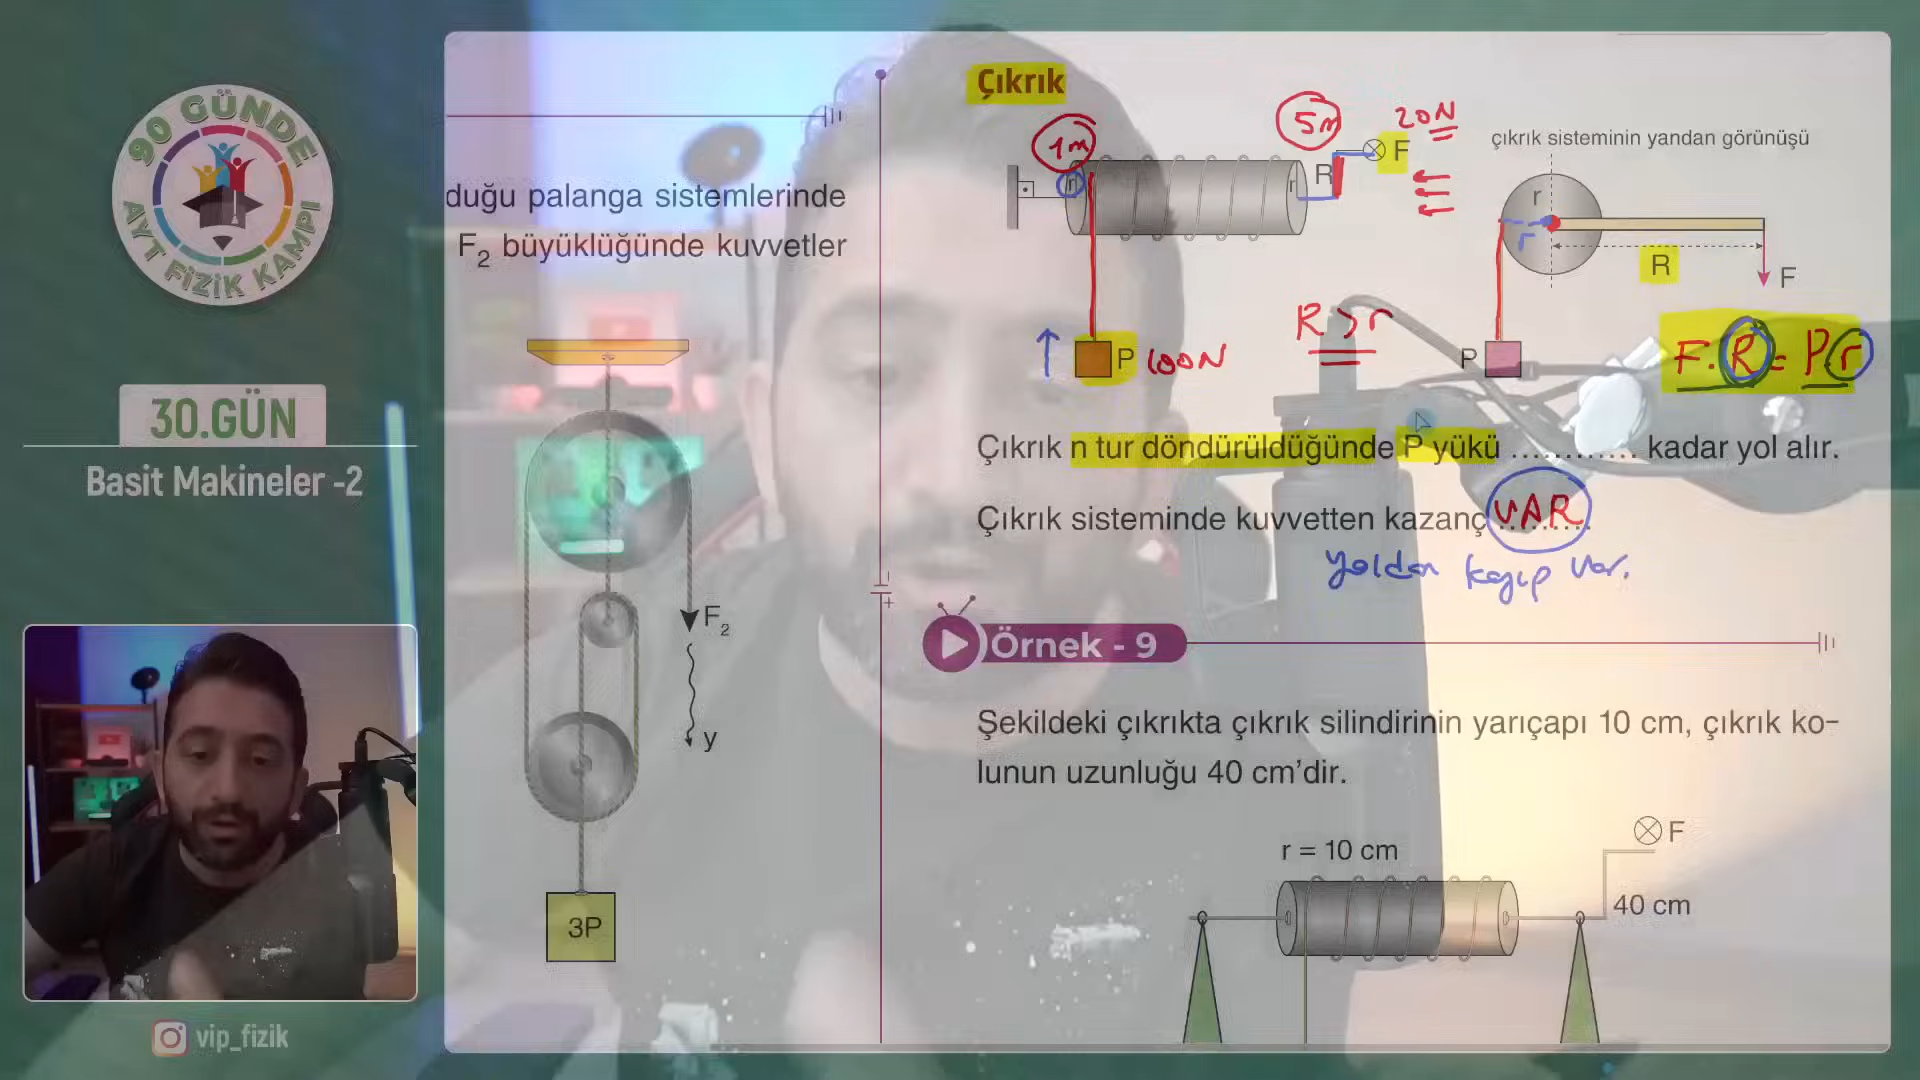 90 GÜNDE
AYT FİZİK KAMPI
30.GÜN
Basit Makineler -2
vip_fizik
duğu palanga sistemlerinde
F2 büyüklüğünde kuvvetler
F2
y
3P
Çıkrık
1m
5m
20N
r
r
R
F
P
100N
R > r
çıkrık sisteminin yandan görünüşü
r
r
R
F
P
F.R = Pr
Çıkrık n tur döndürüldüğünde P yükü ............ kadar yol alır.
Çıkrık sisteminde kuvvetten kazanç VAR
yoldan kayıp var.
Örnek - 9
Şekildeki çıkrıkta çıkrık silindirinin yarıçapı 10 cm, çıkrık ko-
lunun uzunluğu 40 cm'dir.
r = 10 cm
F
40 cm